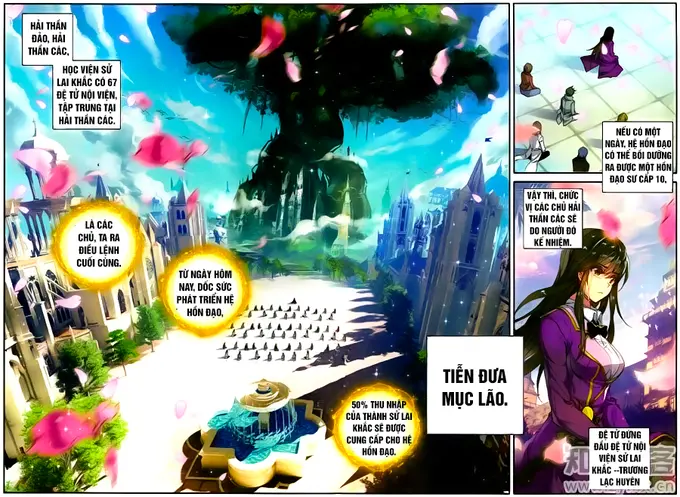 HẢI THẦN
ĐẢO, HẢI
THẦN CÁC,
HỌC VIỆN SỬ
LAI KHẮC CÓ 67
ĐỆ TỬ NỘI VIỆN,
TẬP TRUNG TẠI
HẢI THẦN CÁC.
LÀ CÁC
CHỦ, TA RA
ĐIỀU LỆNH
CUỐI CÙNG.
TỪ NGÀY HÔM
NAY, DỐC SỨC
PHÁT TRIỂN HỆ
HỒN ĐẠO,
50% THU NHẬP
CỦA THÀNH SỬ LAI
KHẮC SẼ ĐƯỢC
CUNG CẤP CHO HỆ
HỒN ĐẠO.
TIỄN ĐƯA
MỤC LÃO.
NẾU CÓ MỘT
NGÀY, HỆ HỒN ĐẠO
CÓ THỂ BỒI DƯỠNG
RA ĐƯỢC MỘT HỒN
ĐẠO SƯ CẤP 10,
VẬY THÌ, CHỨC
VỊ CÁC CHỦ HẢI
THẦN CÁC SẼ
DO NGƯỜI ĐÓ
KẾ NHIỆM.
ĐỆ TỬ ĐỨNG
ĐẦU ĐỆ TỬ NỘI
VIỆN SỬ LAI
KHẮC --TRƯƠNG
LẠC HUYÊN